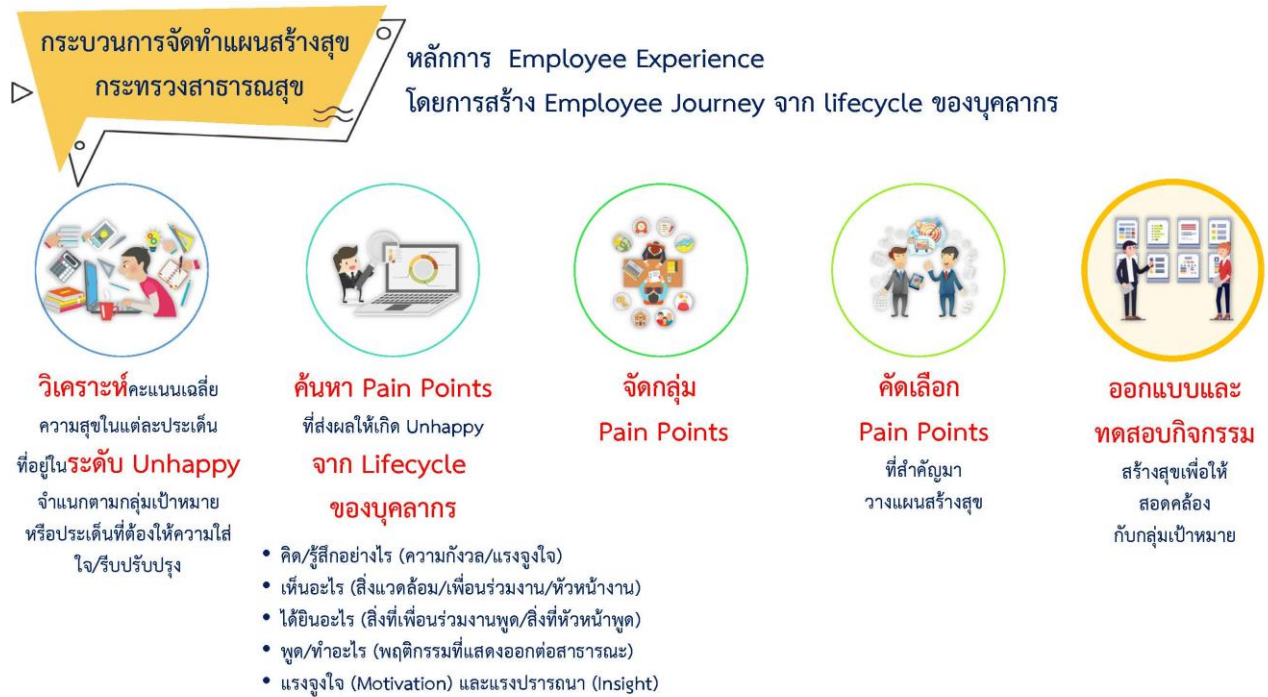 กระบวนการจัดทำแผนสร้างสุข
กระทรวงสาธารณสุข
หลักการ Employee Experience
โดยการสร้าง Employee Journey จาก lifecycle ของบุคลากร
วิเคราะห์คะแนนเฉลี่ย
ความสุขในแต่ละประเด็น
ที่อยู่ในระดับ Unhappy
จำแนกตามกลุ่มเป้าหมาย
หรือประเด็นที่ต้องให้ความใส่
ใจ/รีบปรับปรุง
ค้นหา Pain Points
ที่ส่งผลให้เกิด Unhappy
จาก Lifecycle
ของบุคลากร
• คิด/รู้สึกอย่างไร (ความกังวล/แรงจูงใจ)
• เห็นอะไร (สิ่งแวดล้อม/เพื่อนร่วมงาน/หัวหน้างาน)
• ได้ยินอะไร (สิ่งที่เพื่อนร่วมงานพูด/สิ่งที่หัวหน้าพูด)
• พูด/ทำอะไร (พฤติกรรมที่แสดงออกต่อสาธารณะ)
• แรงจูงใจ (Motivation) และแรงปรารถนา (Insight)
จัดกลุ่ม
Pain Points
คัดเลือก
Pain Points
ที่สำคัญมา
วางแผนสร้างสุข
ออกแบบและ
ทดสอบกิจกรรม
สร้างสุขเพื่อให้
สอดคล้อง
กับกลุ่มเป้าหมาย